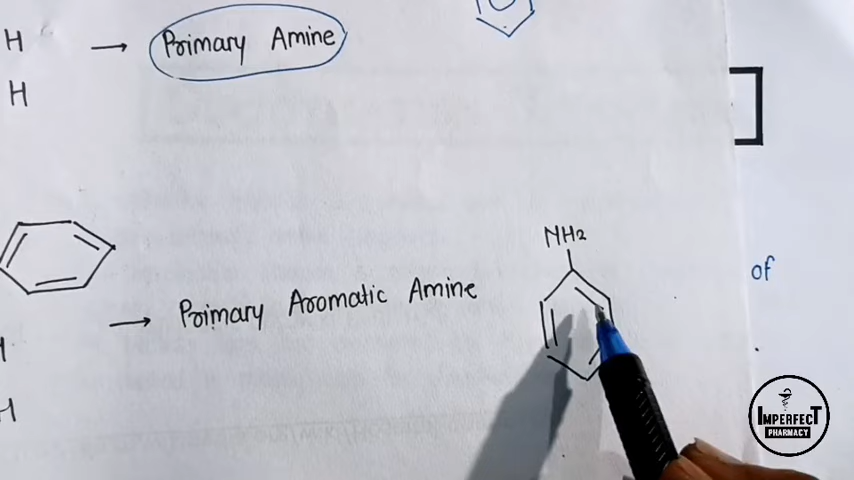 H
→ Primary Amine
H
NH₂
of
→ Primary Aromatic Amine
H
H
IMPERFECT
PHARMACY